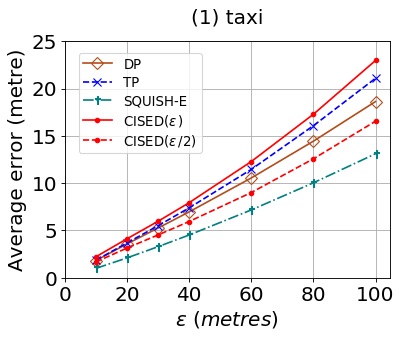 (1) taxi
Average error (metre)
25
20
15
10
5
0
DP
TP
SQUISH-E
CISED(ε)
CISED(ε/2)
0 20 40 60 80 100
ε (metres)